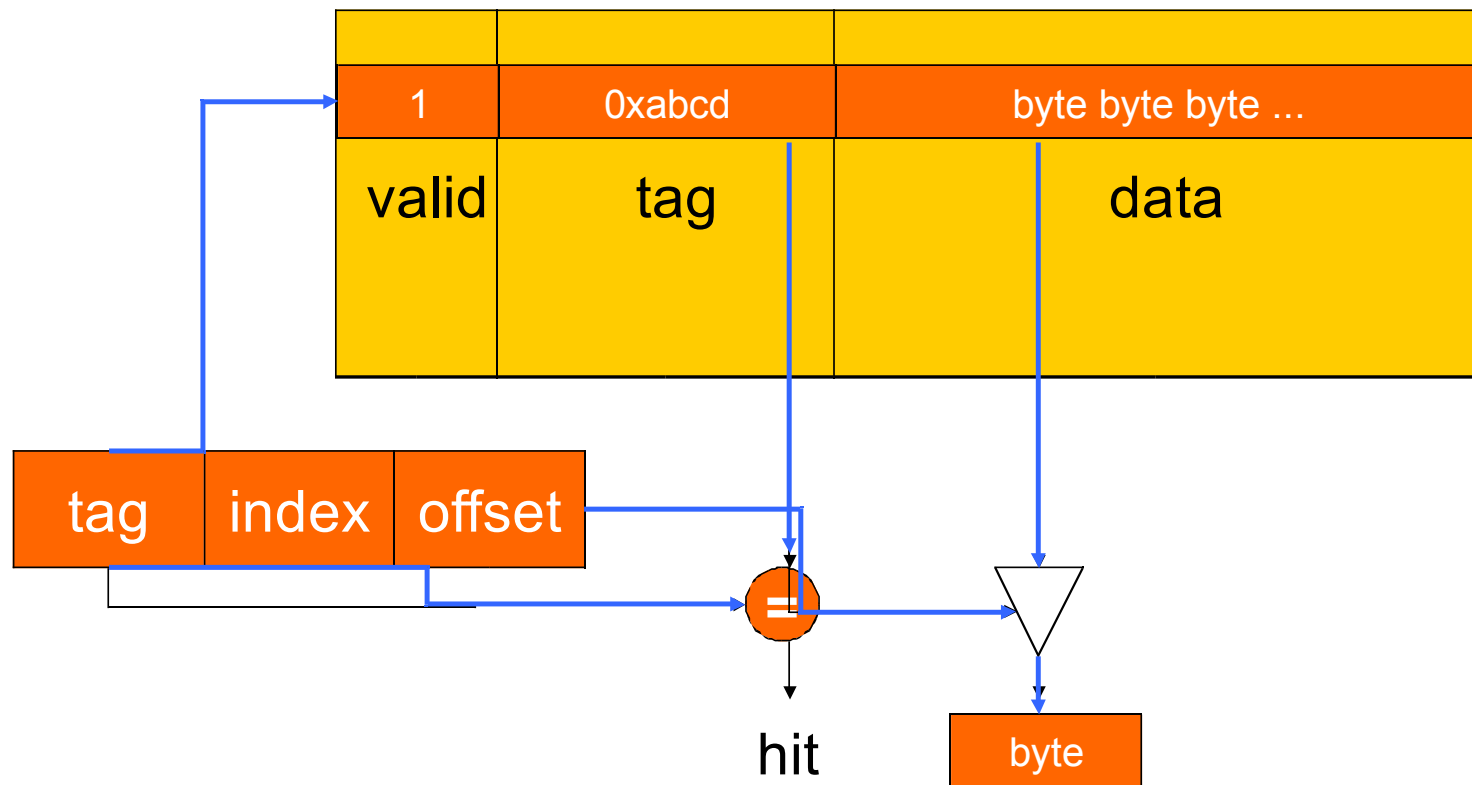 1 0xabcd byte byte byte ...
valid tag data
tag index offset
=
hit byte